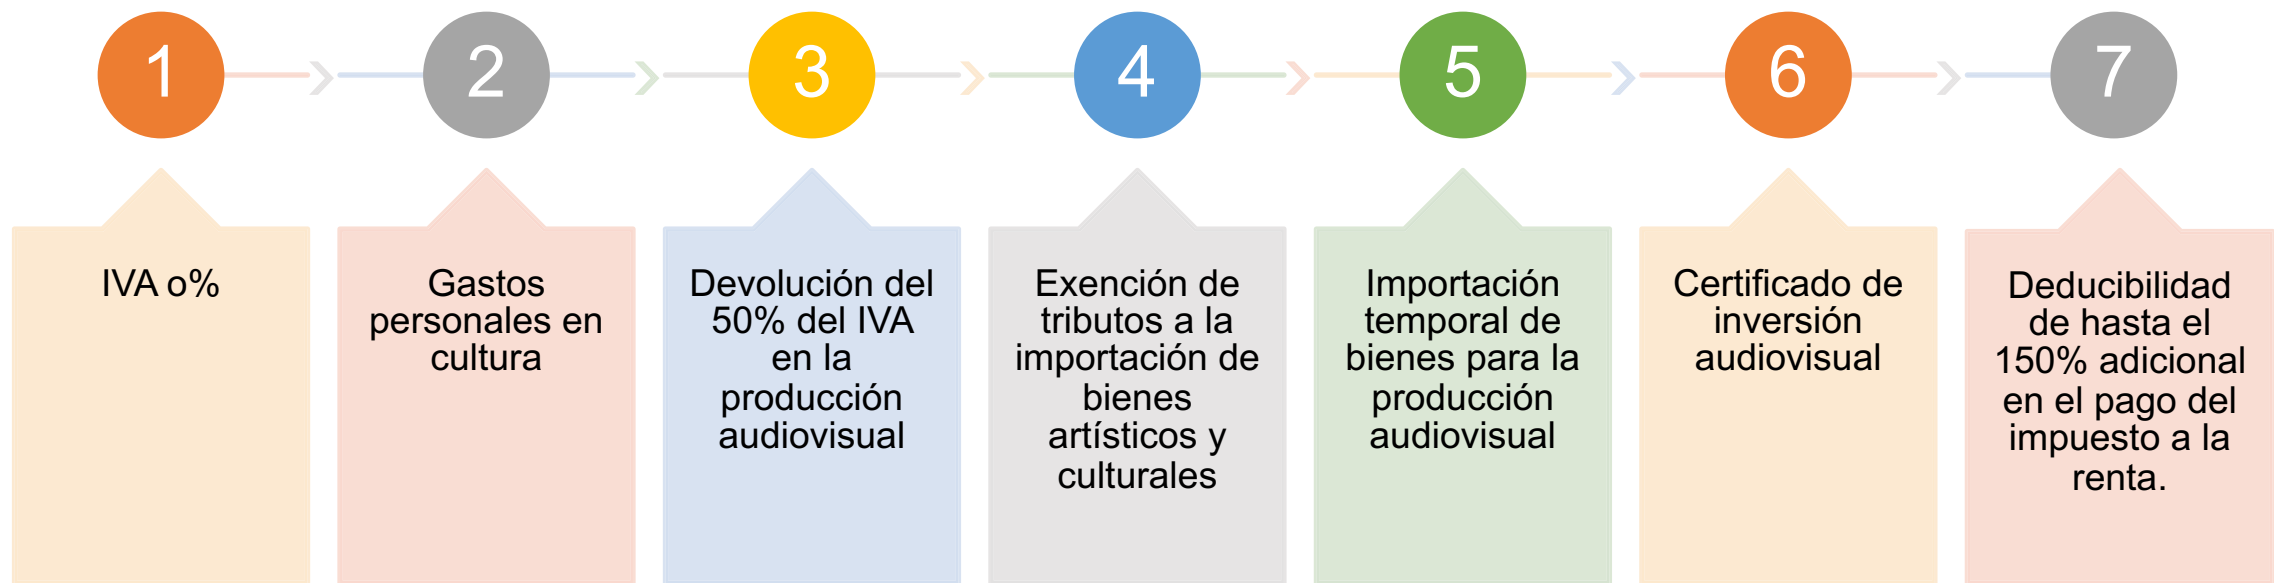 1
2
3
4
5
6
7
IVA o%
Gastos
personales en
cultura
Devolución del
50% del IVA
en la
producción
audiovisual
Exención de
tributos a la
importación de
bienes
artísticos y
culturales
Importación
temporal de
bienes para la
producción
audiovisual
Certificado de
inversión
audiovisual
Deducibilidad
de hasta el
150% adicional
en el pago del
impuesto a la
renta.